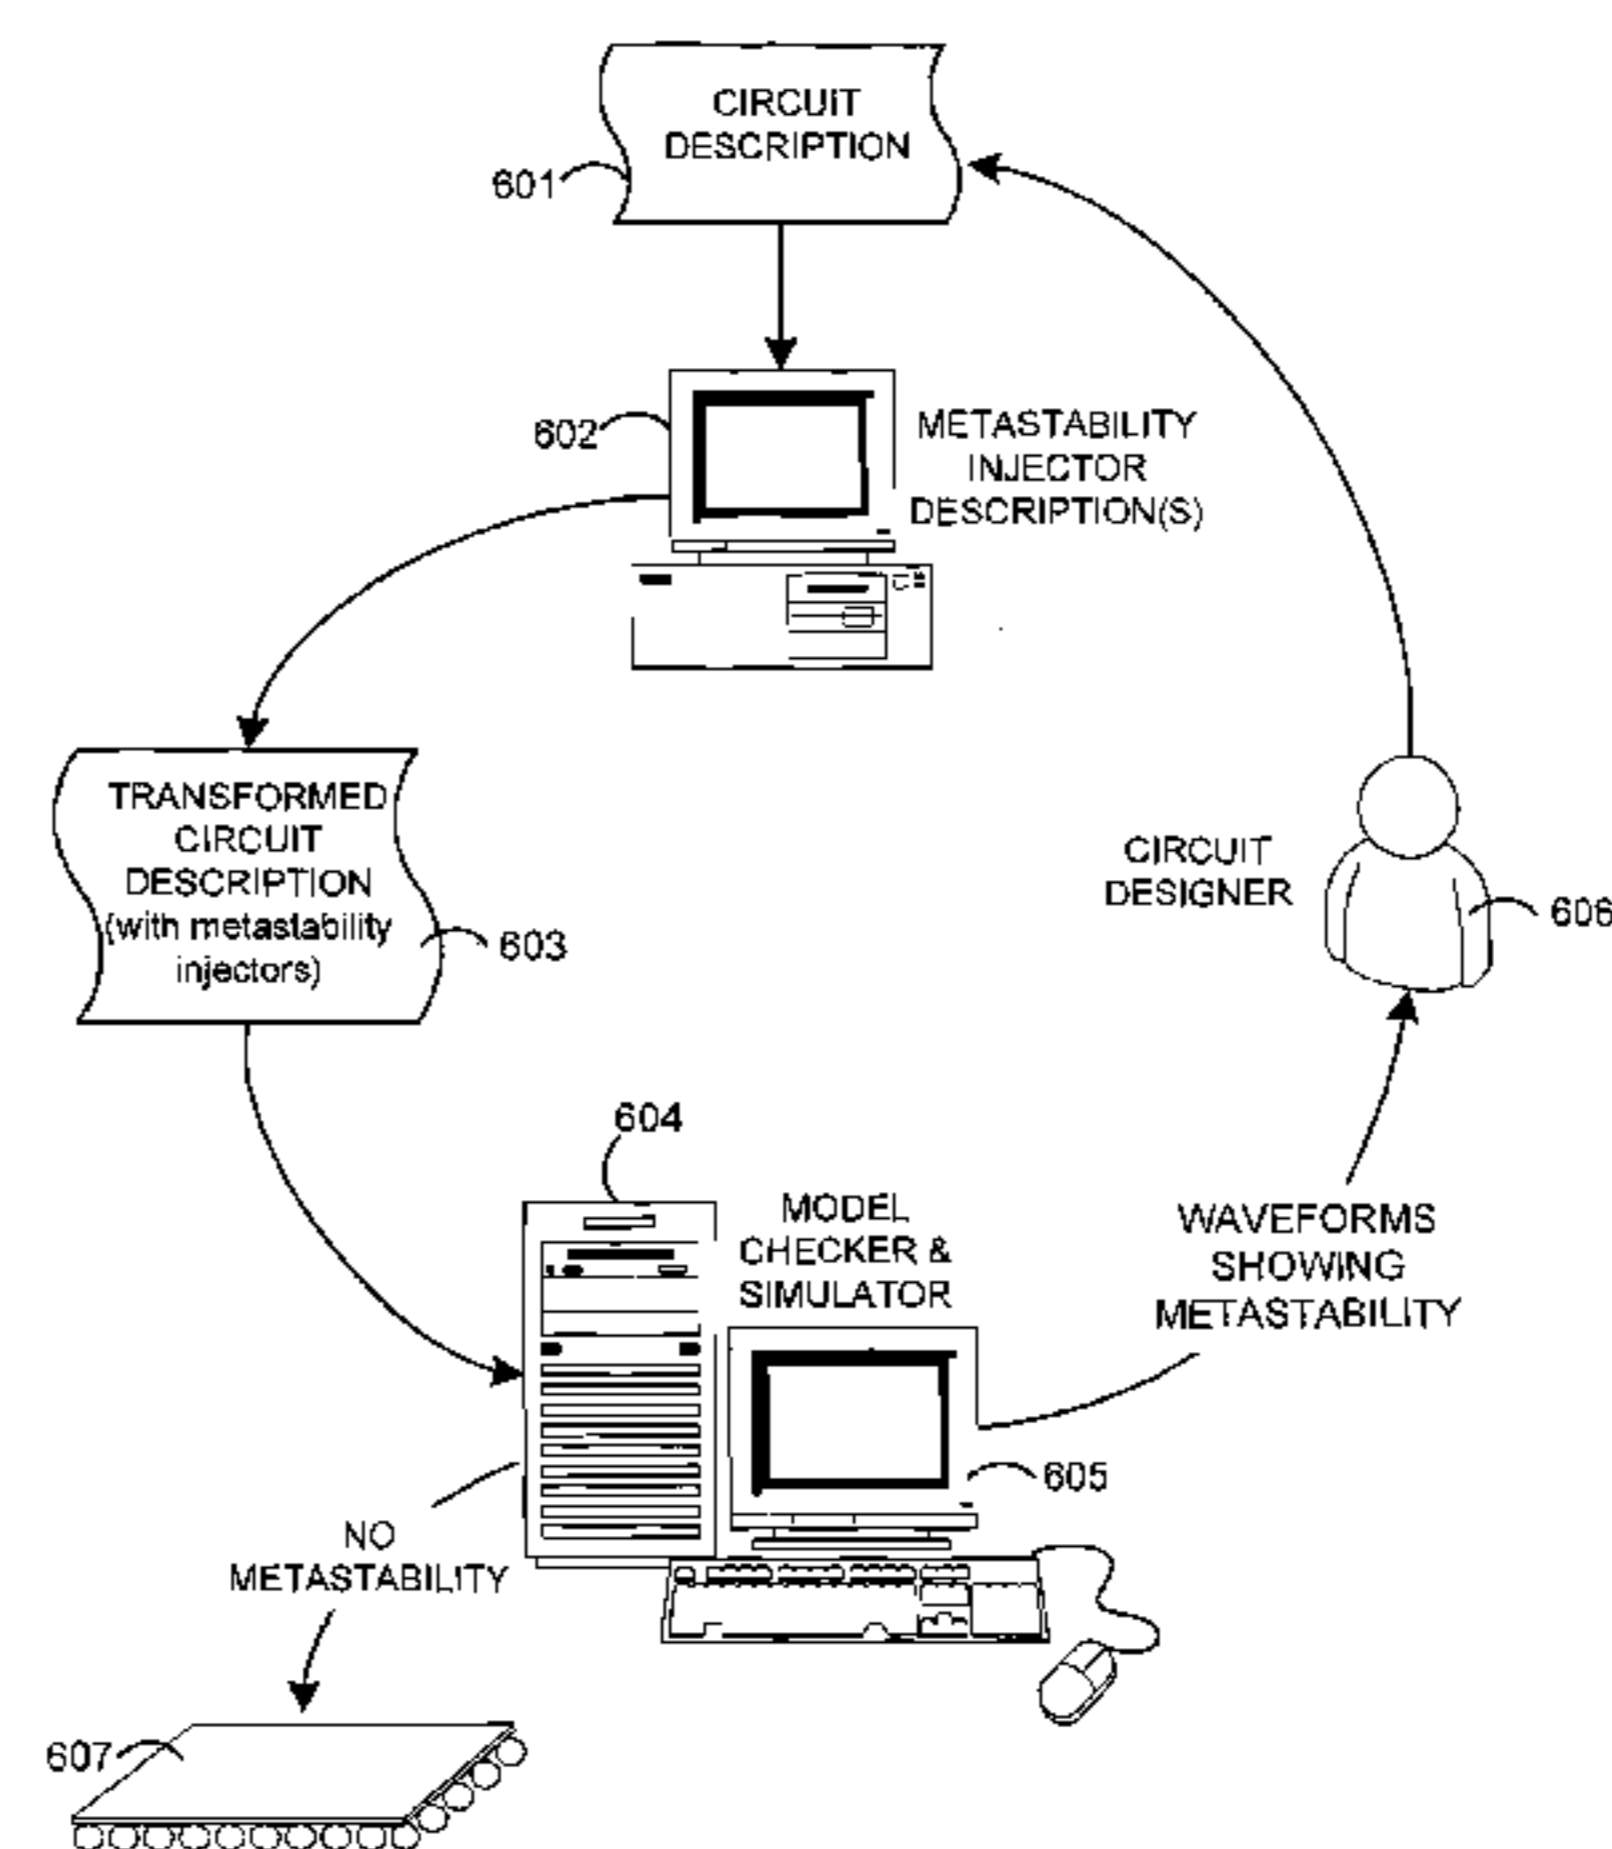 CIRCUIT
DESCRIPTION
601
602
METASTABILITY
INJECTOR
DESCRIPTION(S)
TRANSFORMED
CIRCUIT
DESCRIPTION
(with metastability
injectors)
603
CIRCUIT
DESIGNER
606
604
MODEL
CHECKER &
SIMULATOR
WAVEFORMS
SHOWING
METASTABILITY
605
NO
METASTABILITY
607